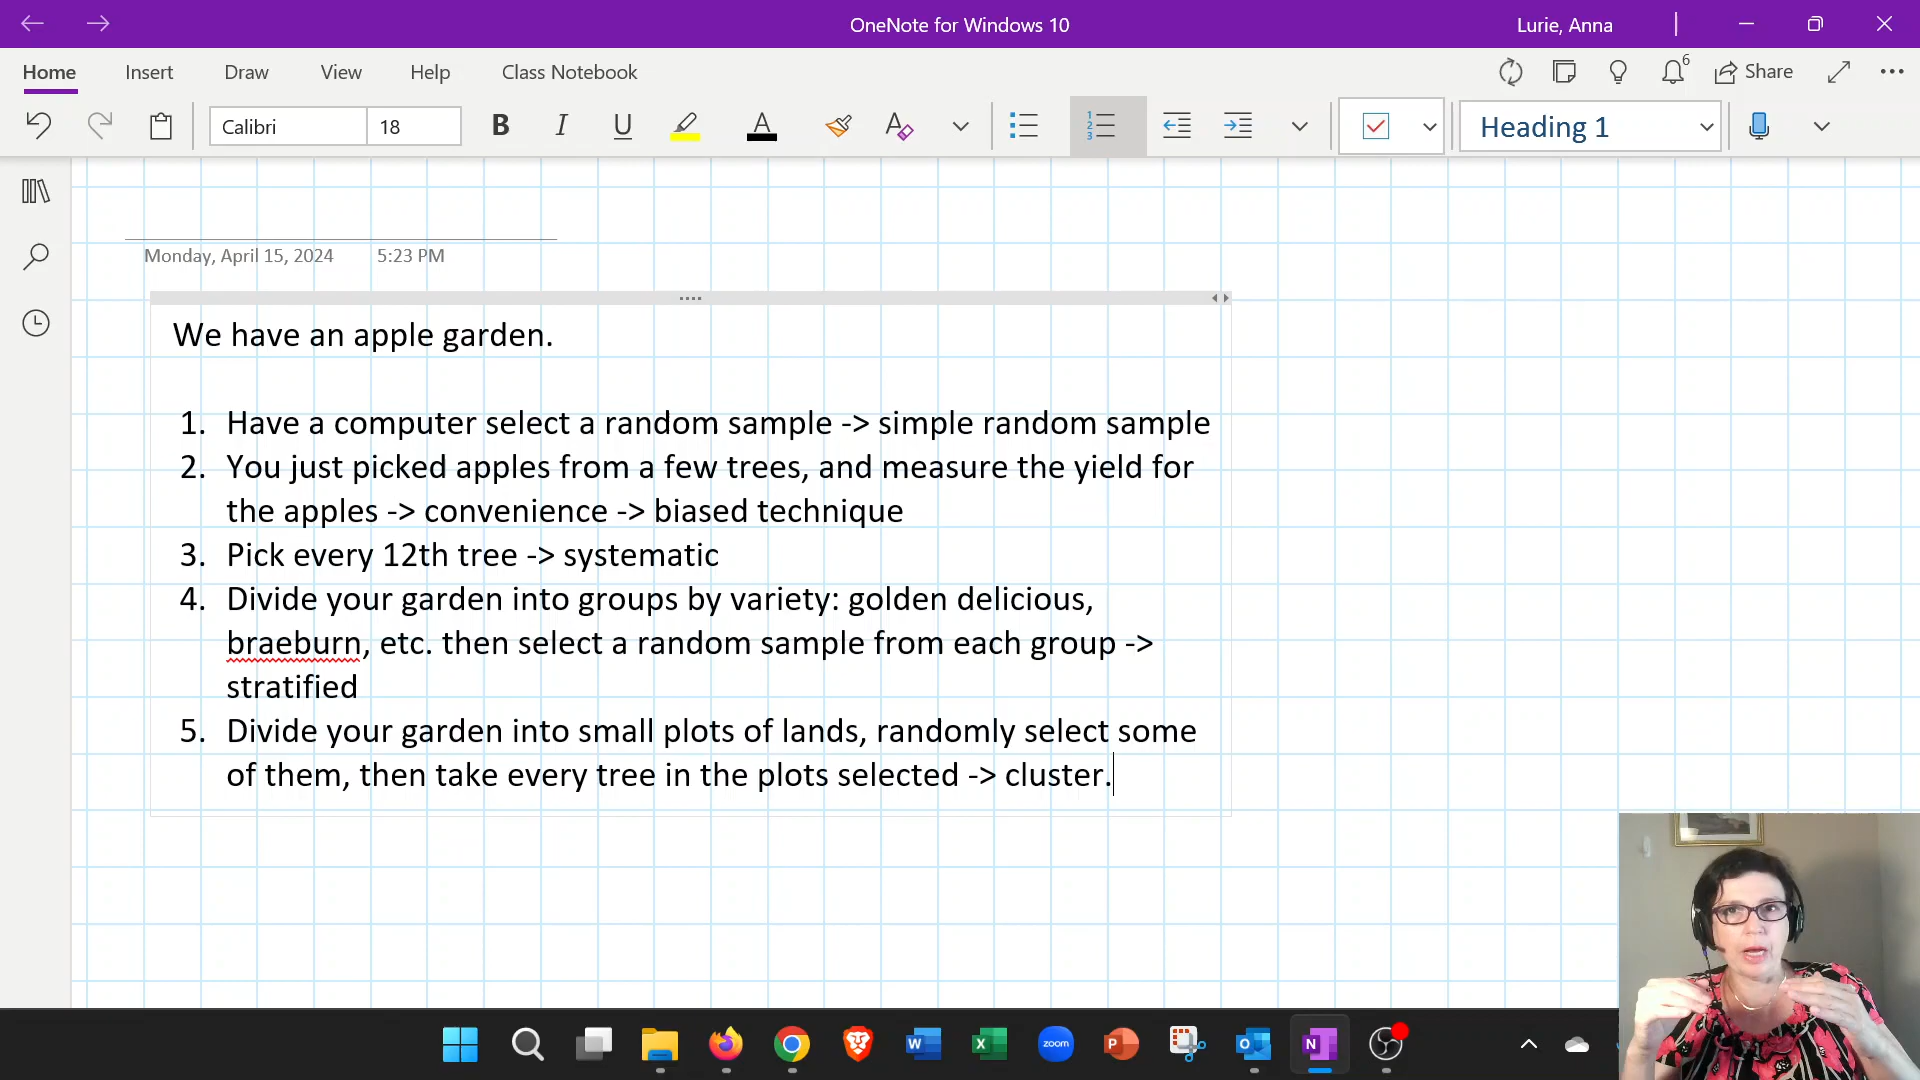 OneNote for Windows 10
Lurie, Anna
Home Insert Draw View Help Class Notebook
6
Share
Calibri 18 B I U A Heading 1
Monday, April 15, 2024 5:23 PM
We have an apple garden.
1. Have a computer select a random sample -> simple random sample
2. You just picked apples from a few trees, and measure the yield for
the apples -> convenience -> biased technique
3. Pick every 12th tree -> systematic
4. Divide your garden into groups by variety: golden delicious,
braeburn, etc. then select a random sample from each group ->
stratified
5. Divide your garden into small plots of lands, randomly select some
of them, then take every tree in the plots selected -> cluster.
zoom